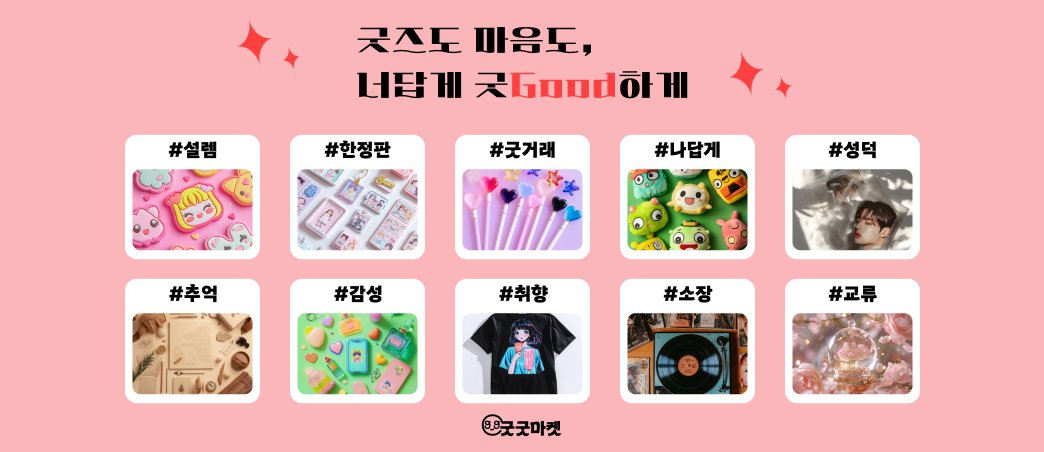 굿즈도 마음도,
너답게 굿Good하게
#설렘 #한정판 #굿거래 #나답게 #성덕
#추억 #감성 #취향 #소장 #교류
굿굿마켓